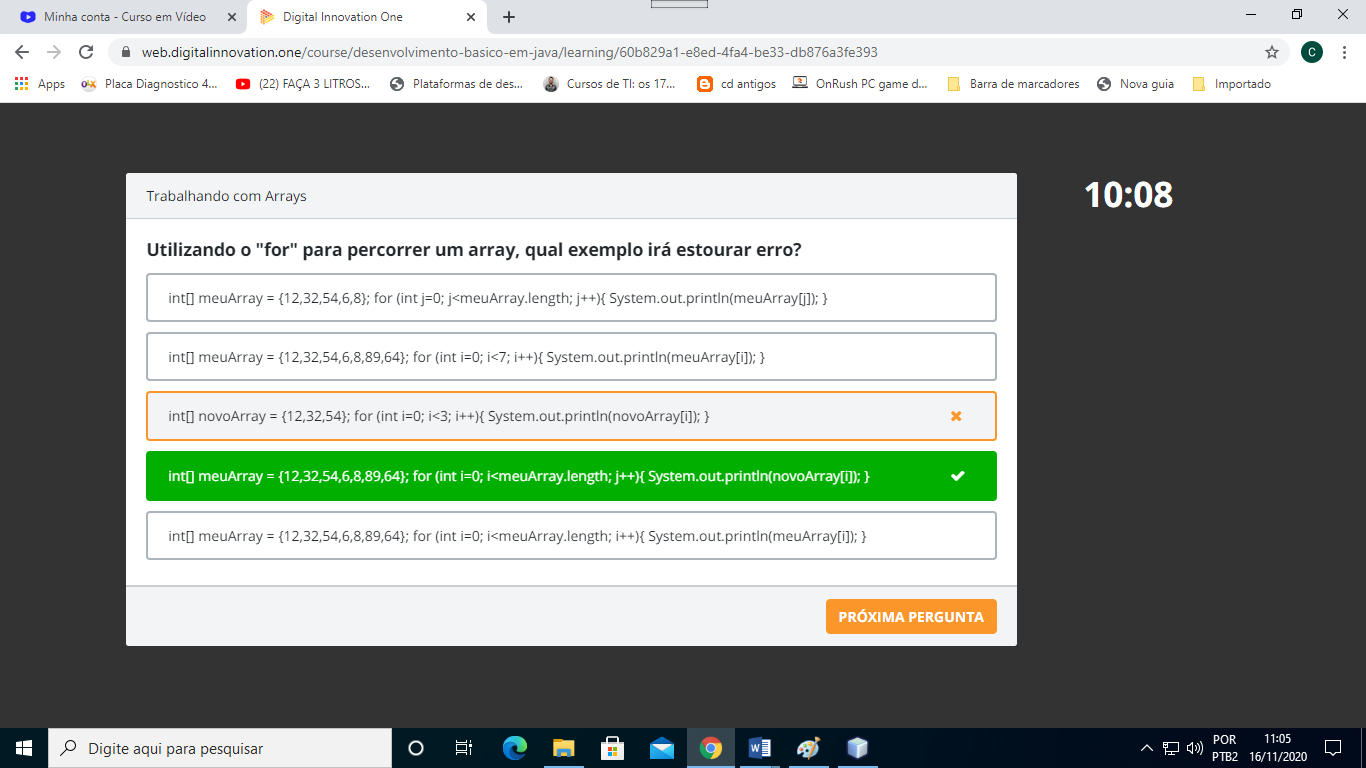 Minha conta - Curso em Vídeo
Digital Innovation One
web.digitalinnovation.one/course/desenvolvimento-basico-em-java/learning/60b829a1-e8ed-4fa4-be33-db876a3fe393
C
Apps
OLX
Placa Diagnostico 4...
(22) FAÇA 3 LITROS...
Plataformas de des...
Cursos de TI: os 17...
cd antigos
OnRush PC game d...
Barra de marcadores
Nova guia
Importado
Trabalhando com Arrays
10:08
Utilizando o "for" para percorrer um array, qual exemplo irá estourar erro?
int[] meuArray = {12,32,54,6,8}; for (int j=0; j<meuArray.length; j++){ System.out.println(meuArray[j]); }
int[] meuArray = {12,32,54,6,8,89,64}; for (int i=0; i<7; i++){ System.out.println(meuArray[i]); }
int[] novoArray = {12,32,54}; for (int i=0; i<3; i++){ System.out.println(novoArray[i]); }
int[] meuArray = {12,32,54,6,8,89,64}; for (int i=0; i<meuArray.length; j++){ System.out.println(novoArray[i]); }
int[] meuArray = {12,32,54,6,8,89,64}; for (int i=0; i<meuArray.length; i++){ System.out.println(meuArray[i]); }
PRÓXIMA PERGUNTA
Digite aqui para pesquisar
POR
PTB2
11:05
16/11/2020